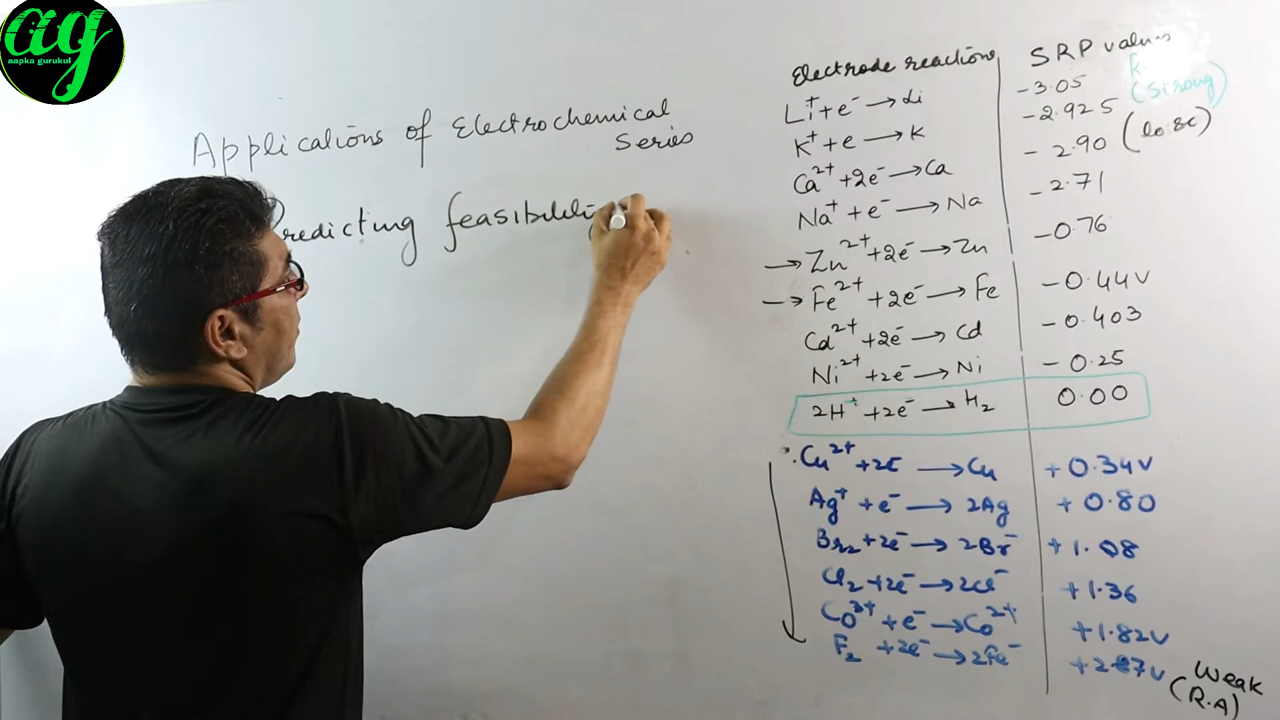 ag
aapka gurukul
Applications of Electrochemical
Series
Predicting feasibility
Electrode reactions SRP values
Li⁺+e⁻→Li -3.05
(Strong)
K⁺+e→K -2.925
Ca²⁺+2e⁻→Ca -2.90
Na⁺+e⁻→Na -2.71
→Zn²⁺+2e⁻→Zn -0.76
→Fe²⁺+2e⁻→Fe -0.44V
Cd²⁺+2e⁻→Cd -0.403
Ni²⁺+2e⁻→Ni -0.25
2H⁺+2e⁻→H₂ 0.00
Cu²⁺+2e→Cu +0.34V
Ag⁺+e⁻→2Ag +0.80
Br₂+2e⁻→2Br⁻ +1.08
Cl₂+2e⁻→2Cl⁻ +1.36
CO³⁺+e⁻→Co²⁺ +1.82V
F₂+2e⁻→2Fe⁻ +2.87V
Weak
(R.A)